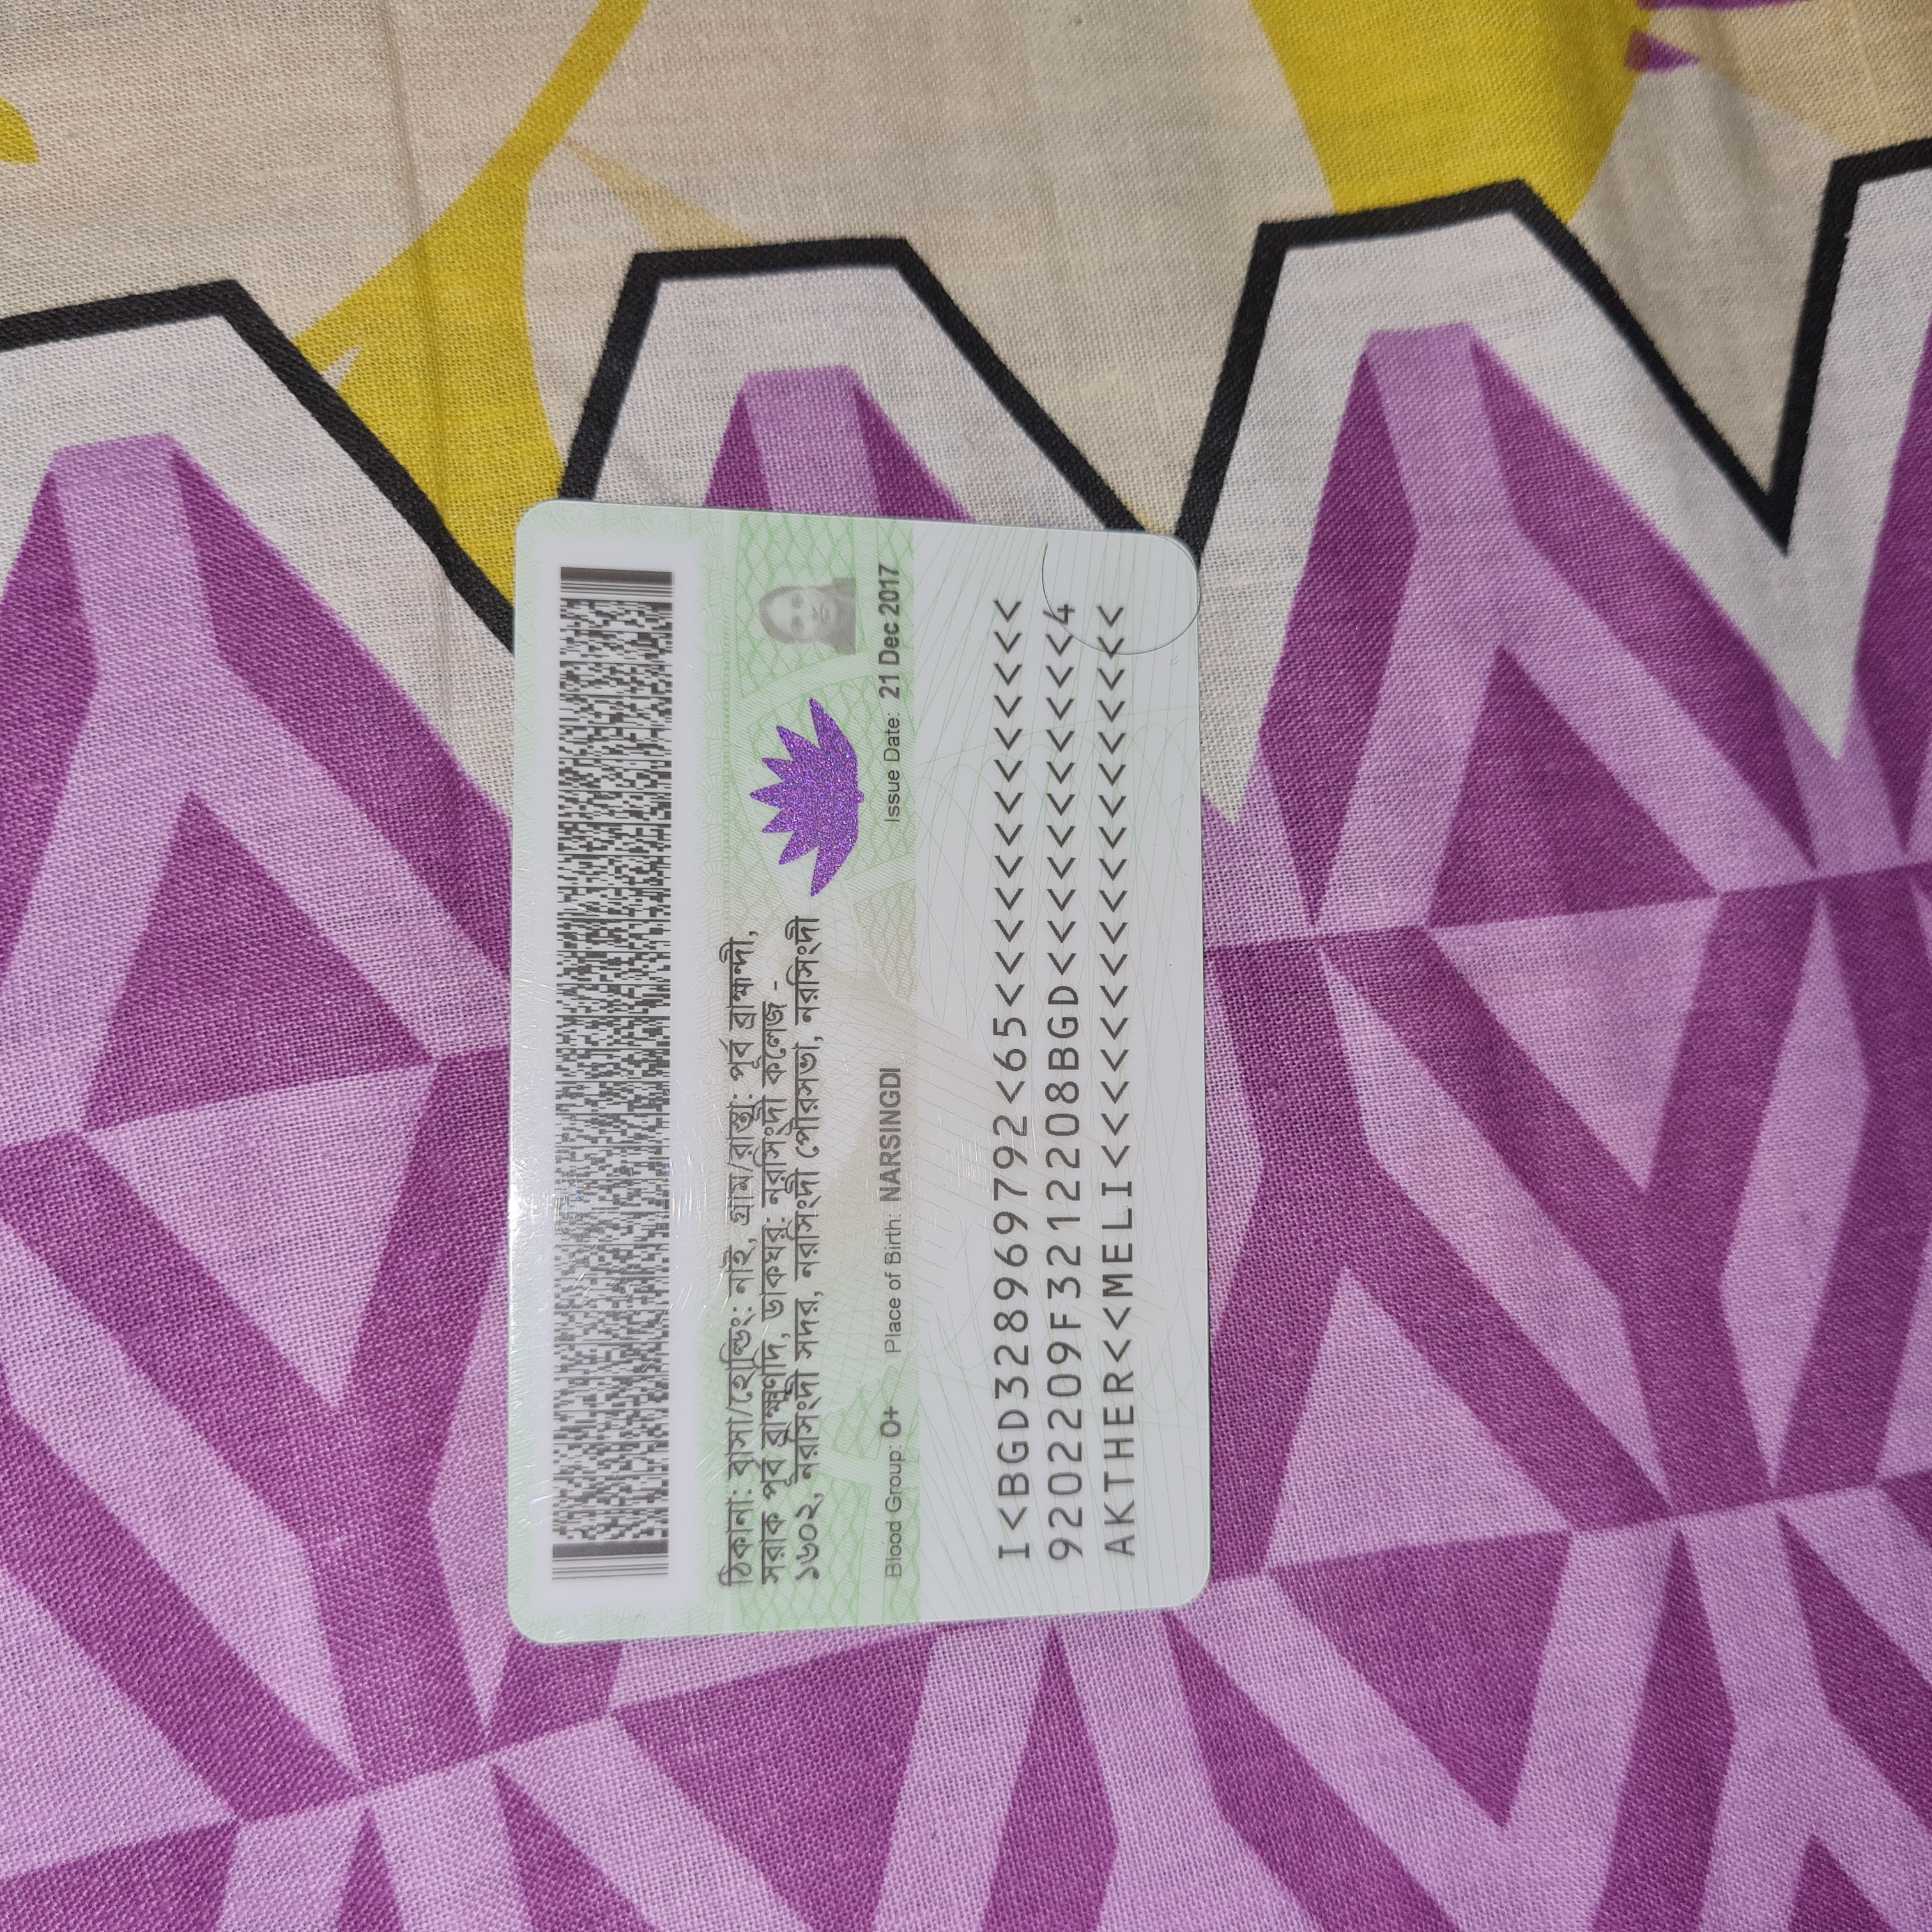 ঠিকানা: বাসা/হোল্ডিং: নাই, গ্রাম/রাস্তা: পূর্ব ব্রাহ্মন্দী,
সরাক পূর্ব ব্রাহ্মণদি, ডাকঘর: নরসিংদী কলেজ -
১৬০২, নরসিংদী সদর, নরসিংদী পৌরসভা, নরসিংদী
Blood Group: O+ Place of Birth: NARSINGDI Issue Date: 21 Dec 2017
I<BGD328969792<65<<<<<<<<<<<<<
9202209F3212208BGD<<<<<<<<<<<4
AKTHER<<MELI<<<<<<<<<<<<<<<<<<